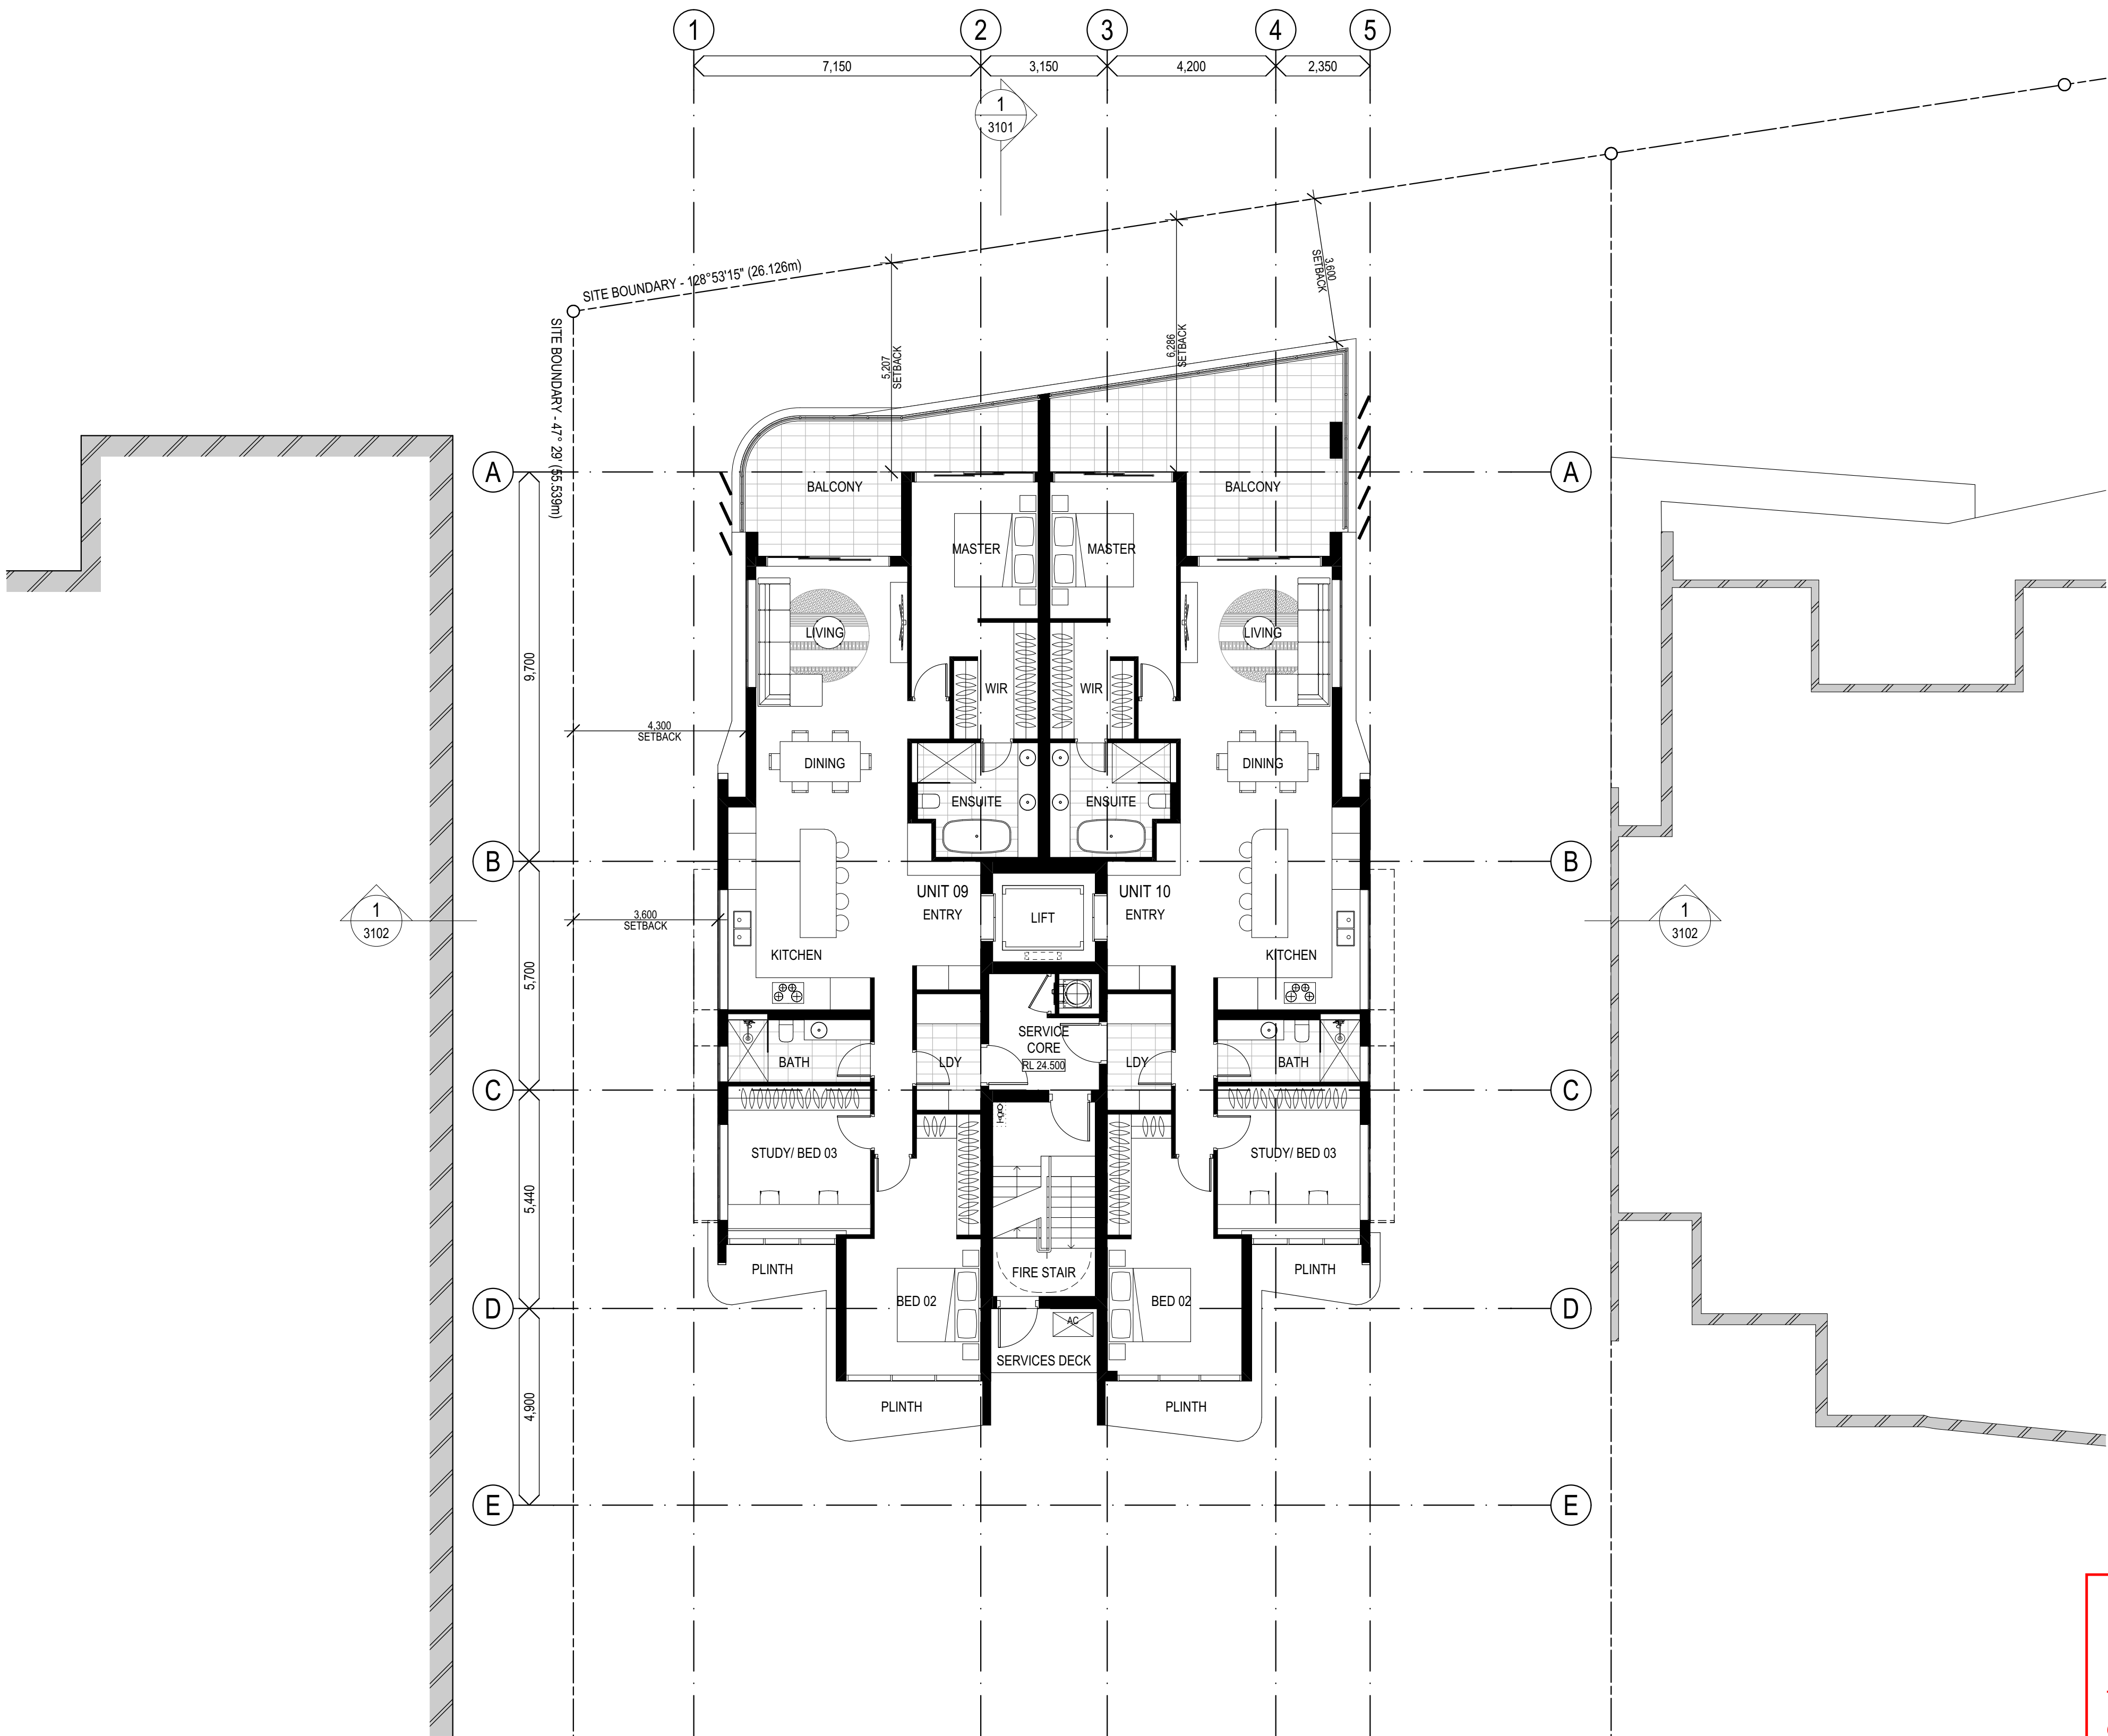 1
2
3
4
5
7,150
3,150
4,200
2,350
1
3101
SITE BOUNDARY - 128°53'15" (26.126m)
SITE BOUNDARY - 47° 29' (55.539m)
5,207
SETBACK
6,286
SETBACK
3,600
SETBACK
A
A
BALCONY
BALCONY
MASTER
MASTER
LIVING
LIVING
9,700
WIR
WIR
4,300
SETBACK
DINING
DINING
ENSUITE
ENSUITE
B
B
UNIT 09
ENTRY
LIFT
UNIT 10
ENTRY
1
3102
3,600
SETBACK
1
3102
KITCHEN
KITCHEN
5,700
SERVICE
CORE
RL 24.500
BATH
LDY
LDY
BATH
C
C
STUDY/ BED 03
STUDY/ BED 03
5,440
PLINTH
FIRE STAIR
PLINTH
BED 02
BED 02
D
D
AC
SERVICES DECK
4,900
PLINTH
PLINTH
E
E